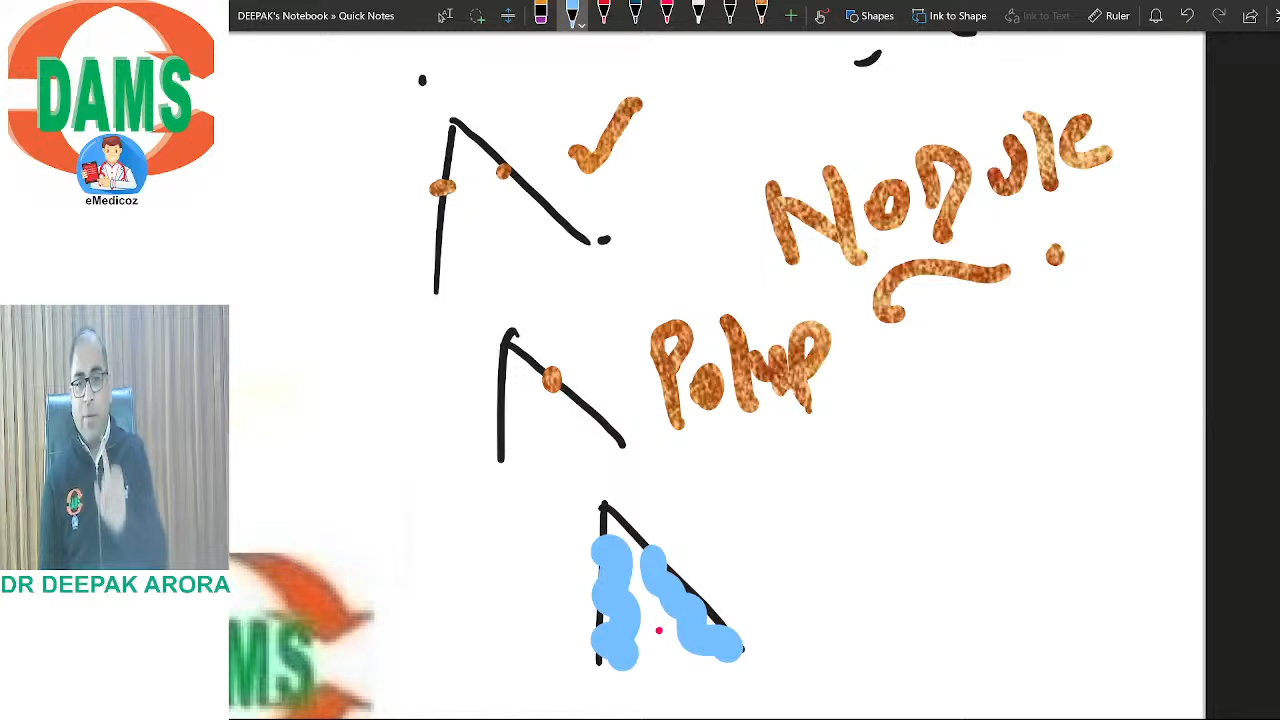 DEEPAK's Notebook » Quick Notes
Shapes
Ink to Shape
Ink to Text
Ruler
DAMS
eMedicoz
NODULE
Polyp
DR DEEPAK ARORA
MS